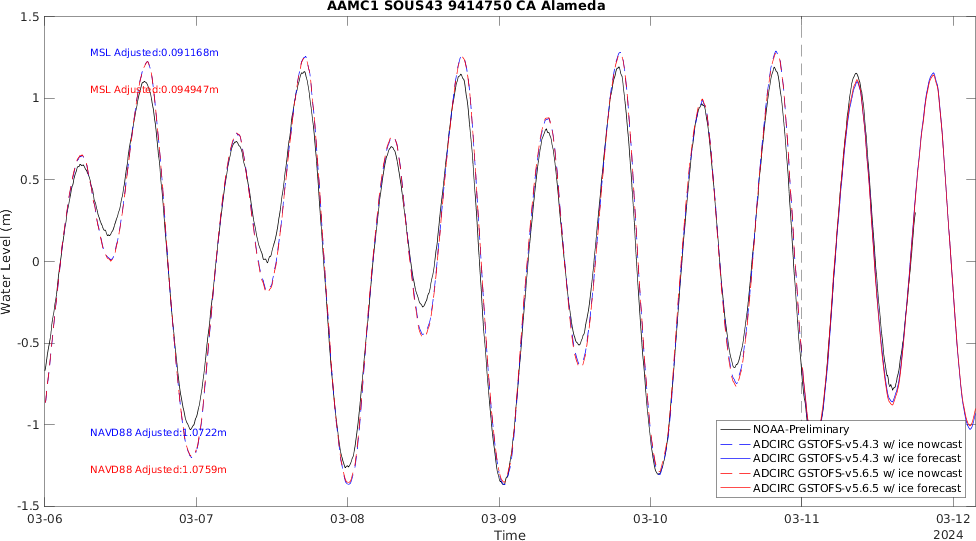 AAMC1 SOUS43 9414750 CA Alameda
1.5
MSL Adjusted:0.091168m
1
MSL Adjusted:0.094947m
0.5
0
Water Level (m)
-0.5
-1
NAVD88 Adjusted:1.0722m
NAVD88 Adjusted:1.0759m
-1.5
NOAA-Preliminary
ADCIRC GSTOFS-v5.4.3 w/ ice nowcast
ADCIRC GSTOFS-v5.4.3 w/ ice forecast
ADCIRC GSTOFS-v5.6.5 w/ ice nowcast
ADCIRC GSTOFS-v5.6.5 w/ ice forecast
03-06 03-07 03-08 03-09 03-10 03-11 03-12
2024
Time